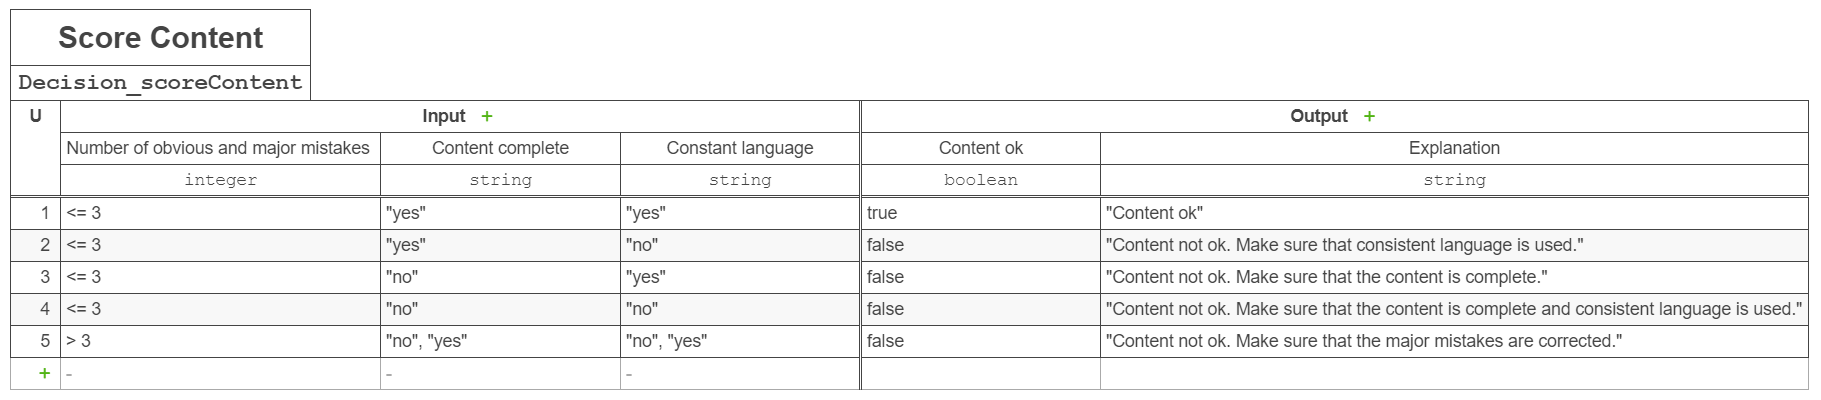 Score Content
Decision_scoreContent
U Input + Output +
Number of obvious and major mistakes Content complete Constant language Content ok Explanation
integer string string boolean string
1 <= 3 "yes" "yes" true "Content ok"
2 <= 3 "yes" "no" false "Content not ok. Make sure that consistent language is used."
3 <= 3 "no" "yes" false "Content not ok. Make sure that the content is complete."
4 <= 3 "no" "no" false "Content not ok. Make sure that the content is complete and consistent language is used."
5 > 3 "no", "yes" "no", "yes" false "Content not ok. Make sure that the major mistakes are corrected."
+ - - -